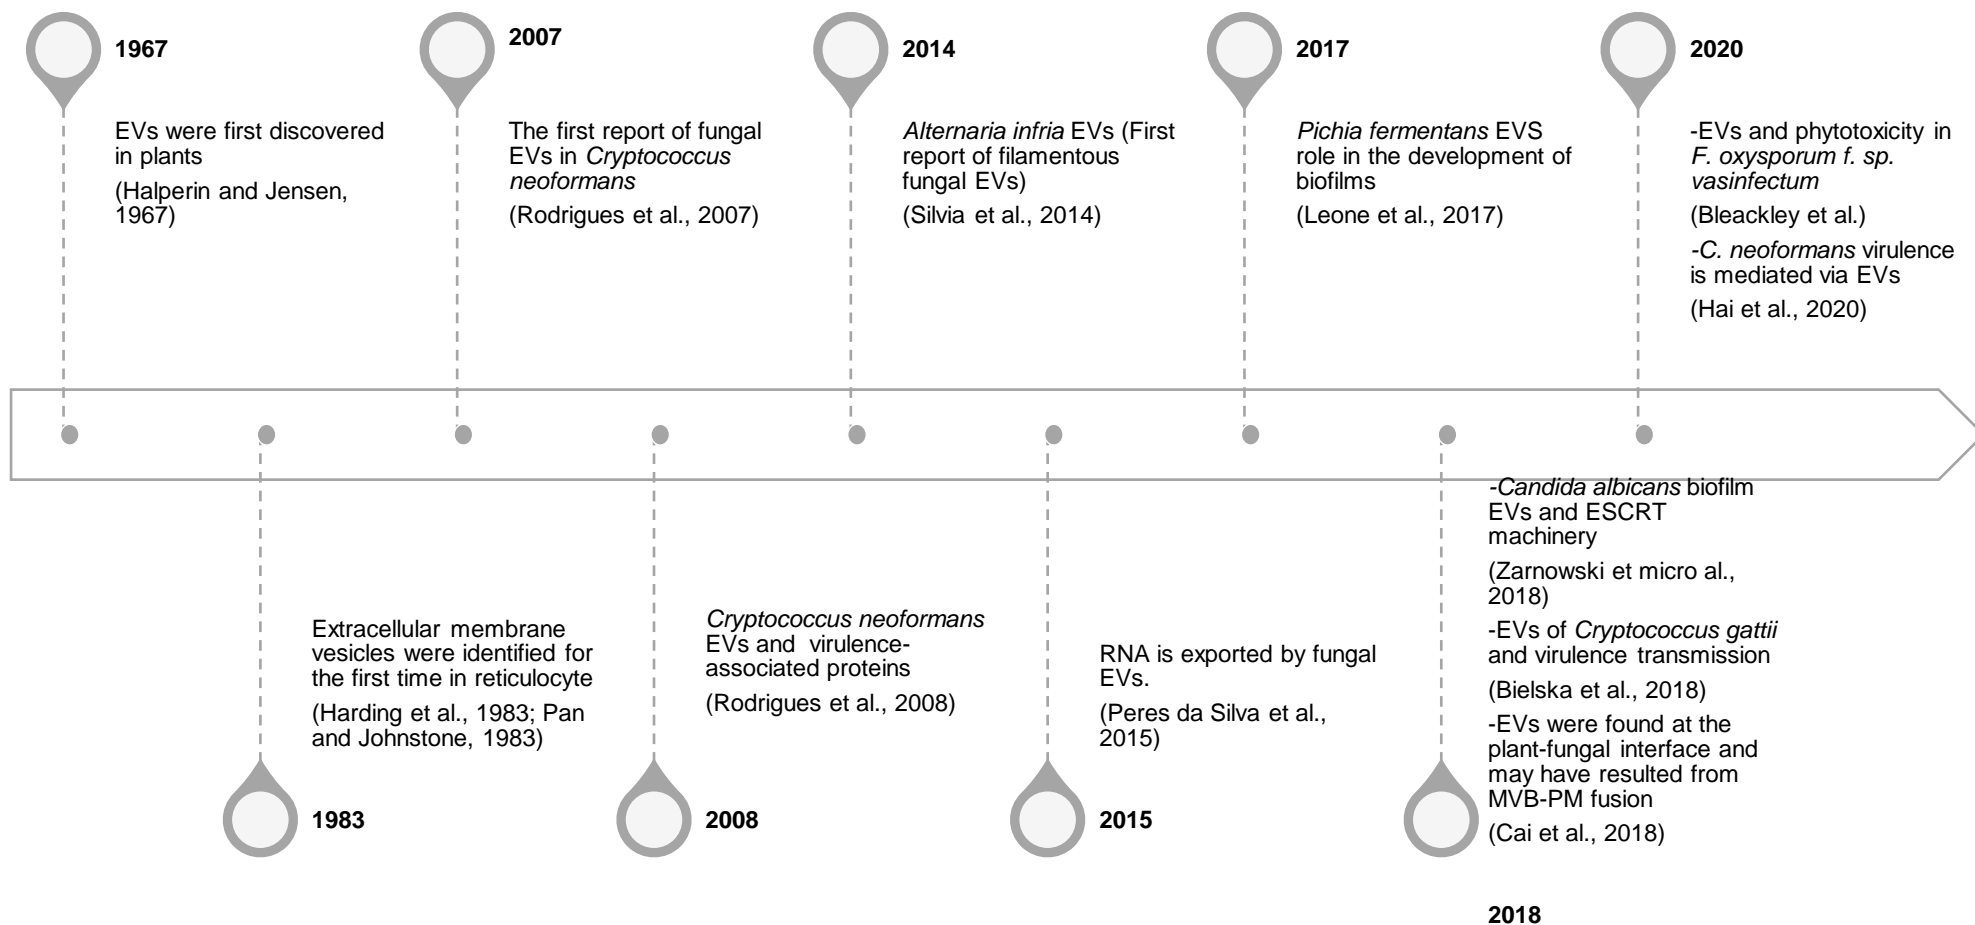 1967
EVs were first discovered
in plants
(Halperin and Jensen,
1967)
2007
The first report of fungal
EVs in Cryptococcus
neoformans
(Rodrigues et al., 2007)
2014
Alternaria infria EVs (First
report of filamentous
fungal EVs)
(Silvia et al., 2014)
2017
Pichia fermentans EVS
role in the development of
biofilms
(Leone et al., 2017)
2020
-EVs and phytotoxicity in
F. oxysporum f. sp.
vasinfectum
(Bleackley et al.)
-C. neoformans virulence
is mediated via EVs
(Hai et al., 2020)
Extracellular membrane
vesicles were identified for
the first time in reticulocyte
(Harding et al., 1983; Pan
and Johnstone, 1983)
1983
Cryptococcus neoformans
EVs and virulence-
associated proteins
(Rodrigues et al., 2008)
2008
RNA is exported by fungal
EVs.
(Peres da Silva et al.,
2015)
2015
-Candida albicans biofilm
EVs and ESCRT
machinery
(Zarnowski et micro al.,
2018)
-EVs of Cryptococcus gattii
and virulence transmission
(Bielska et al., 2018)
-EVs were found at the
plant-fungal interface and
may have resulted from
MVB-PM fusion
(Cai et al., 2018)
2018